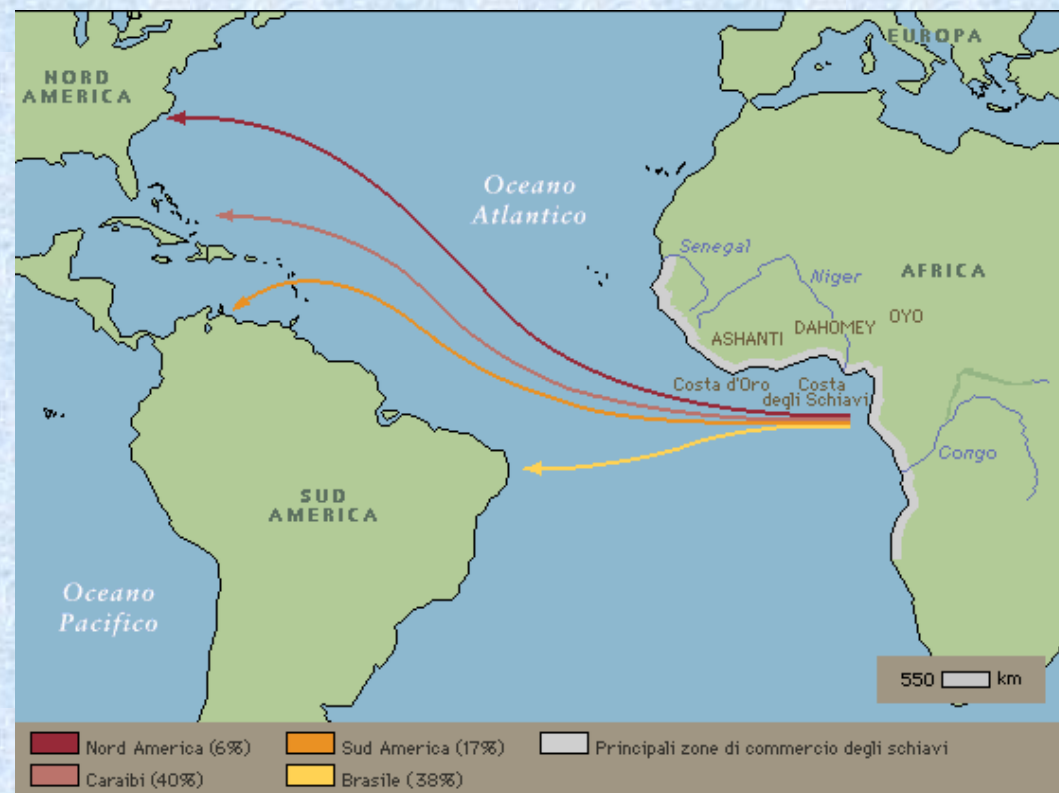 EUROPA
NORD
AMERICA
Oceano
Atlantico
Senegal
Niger
AFRICA
OYO
DAHOMEY
ASHANTI
Costa d'Oro
Costa
degli Schiavi
Congo
SUD
AMERICA
Oceano
Pacifico
550 km
Nord America (6%)
Sud America (17%)
Principali zone di commercio degli schiavi
Caraibi (40%)
Brasile (38%)